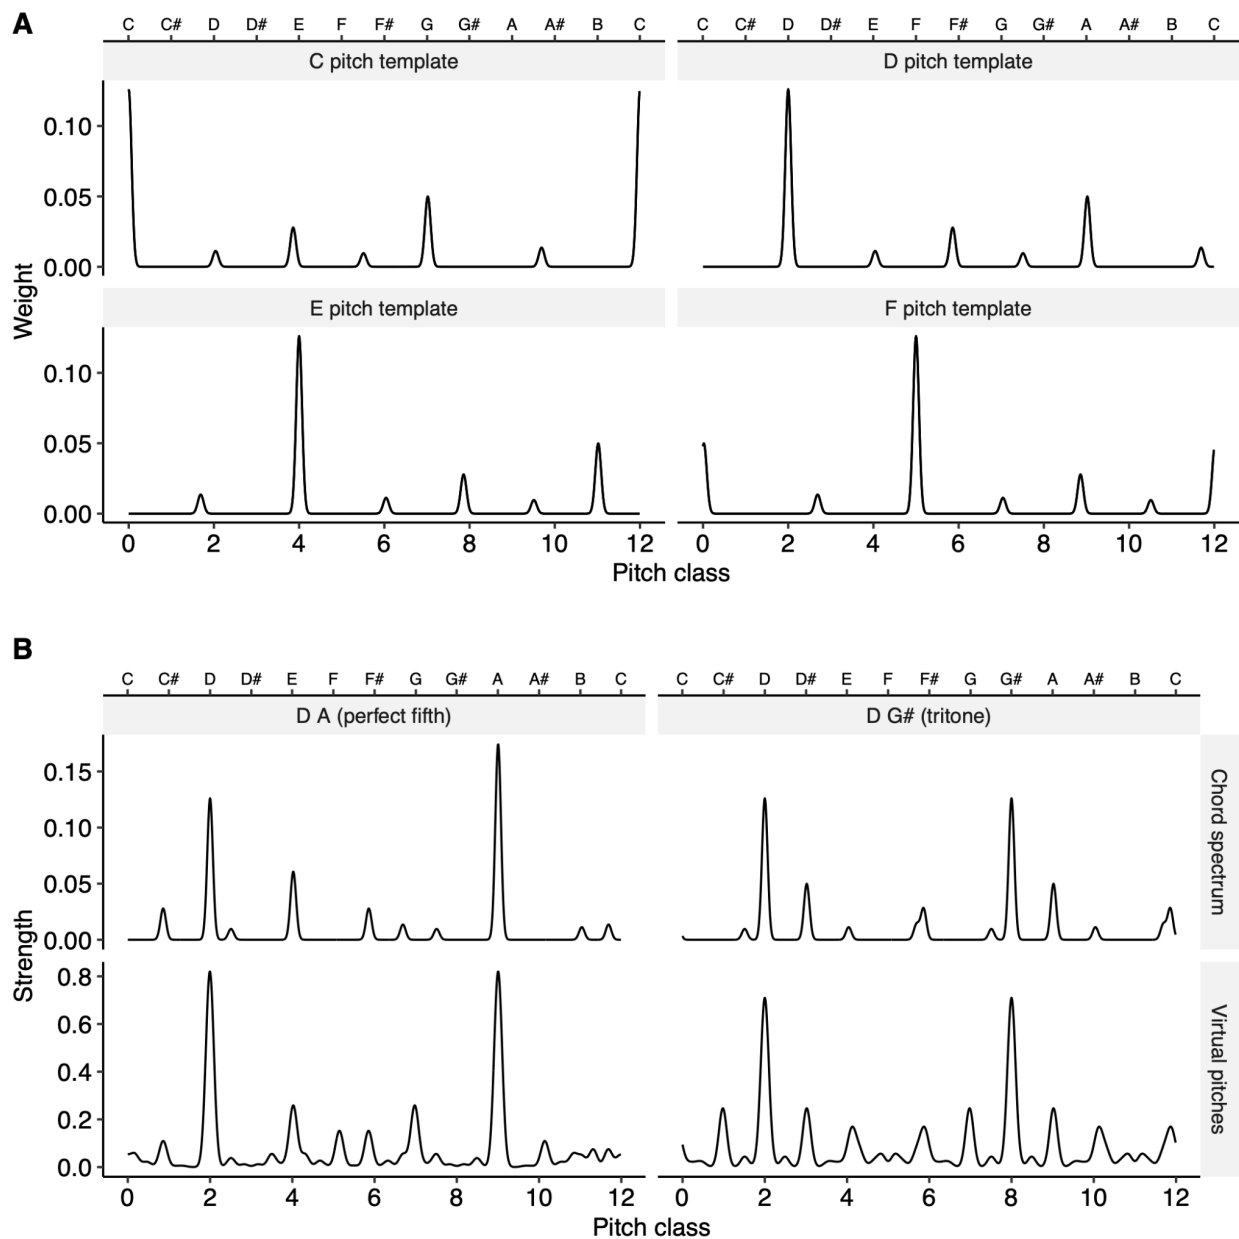 A
C C# D D# E F F# G G# A A# B C
C C# D D# E F F# G G# A A# B C
C pitch template
D pitch template
0.10
0.05
0.00
Weight
E pitch template
F pitch template
0.10
0.05
0.00
0 2 4 6 8 10 12
0 2 4 6 8 10 12
Pitch class
B
C C# D D# E F F# G G# A A# B C
C C# D D# E F F# G G# A A# B C
D A (perfect fifth)
D G# (tritone)
0.15
0.10
0.05
0.00
Chord spectrum
Strength
0.8
0.6
0.4
0.2
0.0
Virtual pitches
0 2 4 6 8 10 12
0 2 4 6 8 10 12
Pitch class